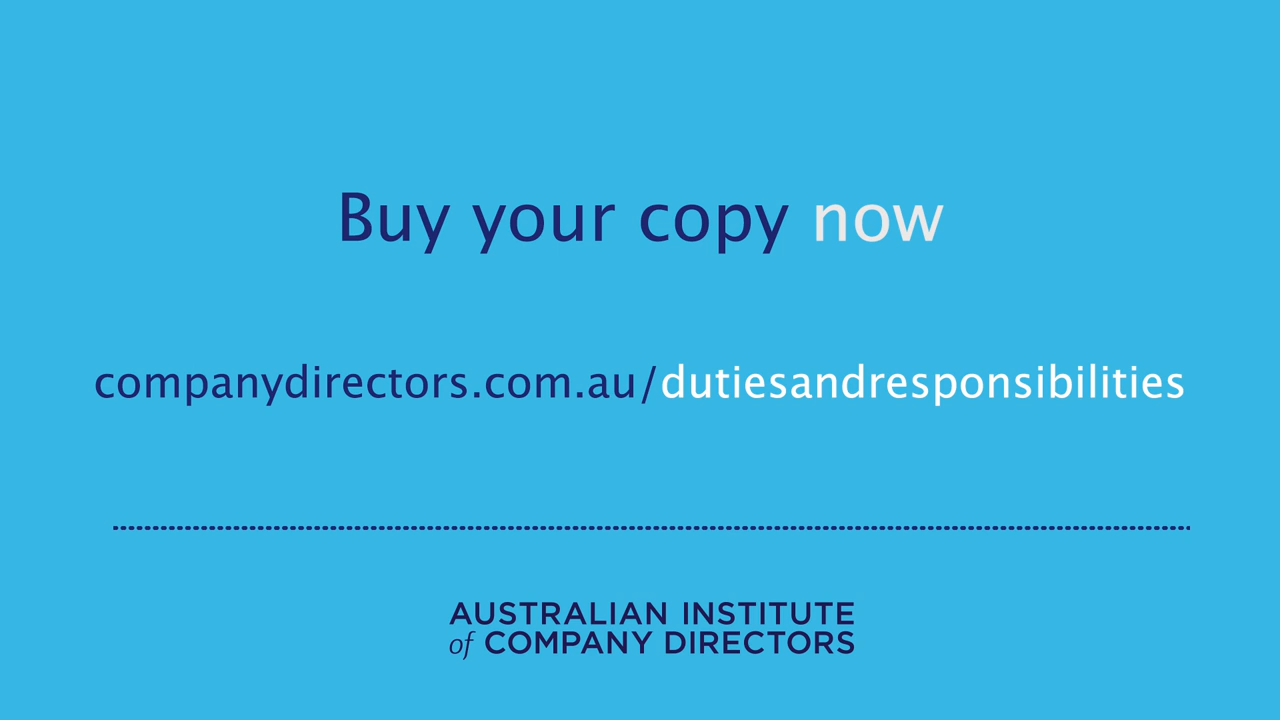 Buy your copy now
companydirectors.com.au/dutiesandresponsibilities
AUSTRALIAN INSTITUTE
of COMPANY DIRECTORS